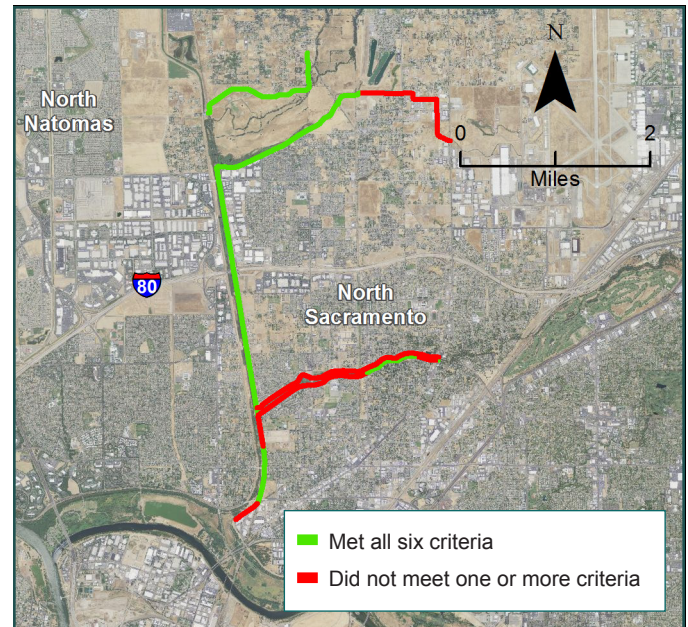 N
North
Natomas
0
2
Miles
80
North
Sacramento
Met all six criteria
Did not meet one or more criteria